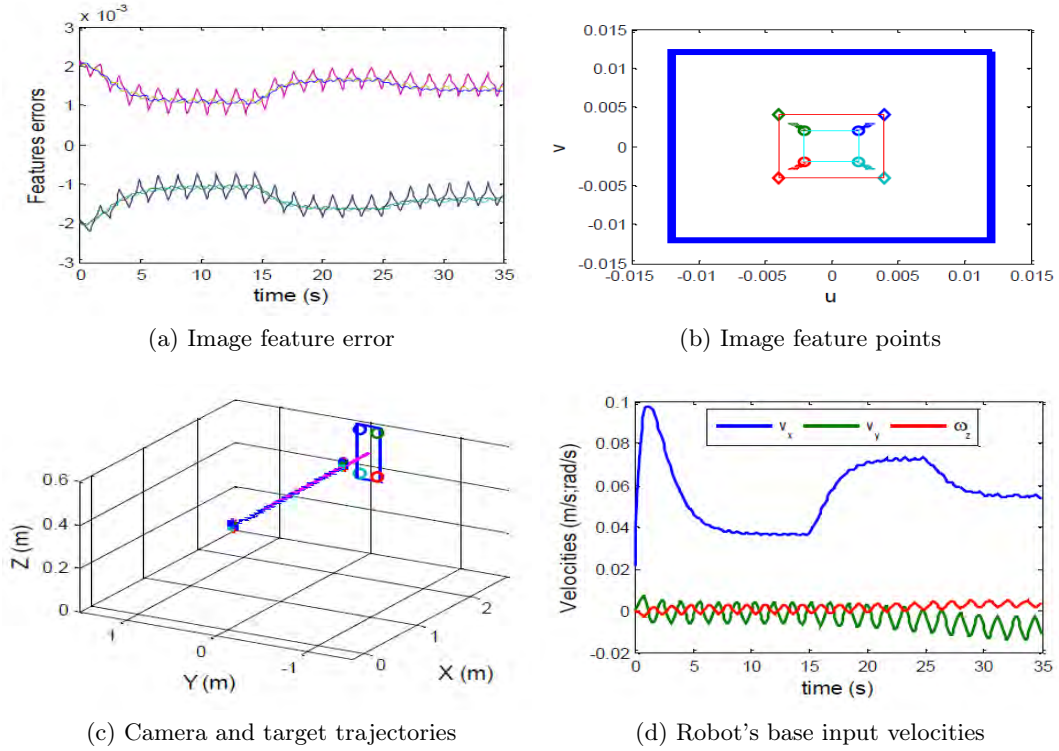 x 10⁻³
3
2
1
0
-1
-2
-3
Features errors
0 5 10 15 20 25 30 35
time (s)
(a) Image feature error
0.015
0.01
0.005
0
-0.005
-0.01
-0.015
v
-0.015 -0.01 -0.005 0 0.005 0.01 0.015
u
(b) Image feature points
0.6
0.4
0.2
0
Z (m)
1
0
-1
Y (m)
0
1
2
X (m)
(c) Camera and target trajectories
0.1
0.08
0.06
0.04
0.02
0
-0.02
Velocities (m/s;rad/s)
v_x v_y ω_z
0 5 10 15 20 25 30 35
time (s)
(d) Robot's base input velocities